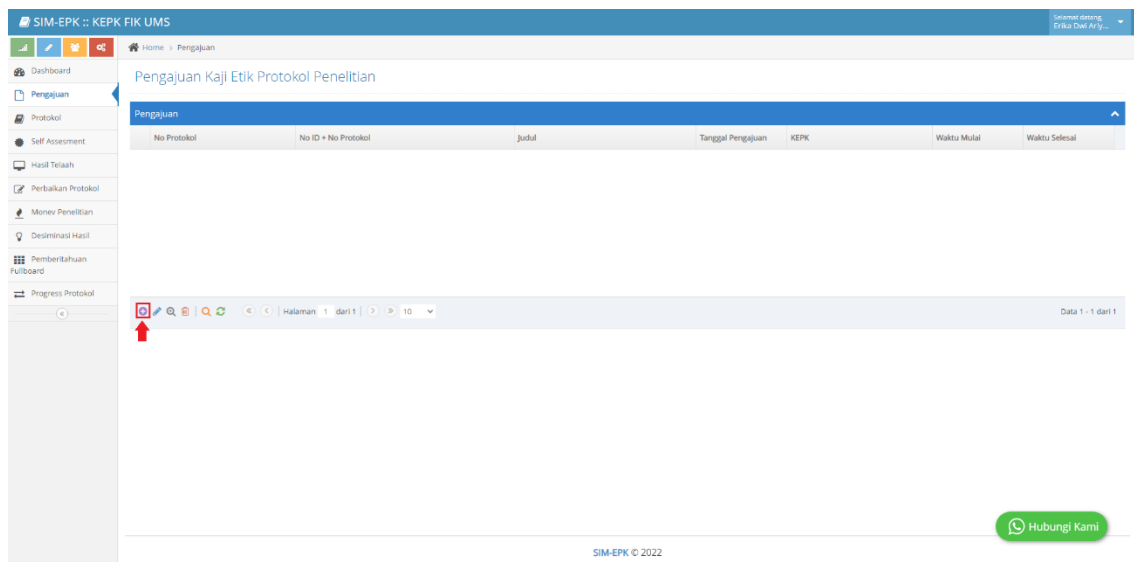 SIM-EPK :: KEPK FIK UMS
Selamat datang,
Erika Dwi Arly...
Home > Pengajuan
Dashboard
Pengajuan
Protokol
Self Assesment
Hasil Telaah
Perbaikan Protokol
Monev Penelitian
Desiminasi Hasil
Pemberitahuan
Fullboard
Progress Protokol
Pengajuan Kaji Etik Protokol Penelitian
Pengajuan
No Protokol No ID + No Protokol Judul Tanggal Pengajuan KEPK Waktu Mulai Waktu Selesai
Halaman 1 dari 1 10 Data 1 - 1 dari 1
Hubungi Kami
SIM-EPK © 2022